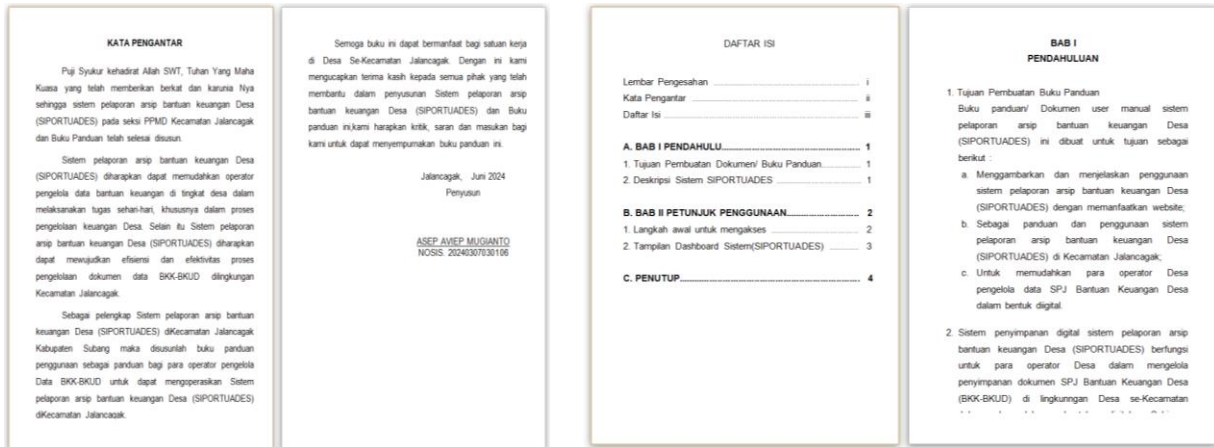 KATA PENGANTAR
Puji Syukur kehadirat Allah SWT, Tuhan Yang Maha
Kuasa yang telah memberikan berkat dan karunia Nya
sehingga sistem pelaporan arsip bantuan keuangan Desa
(SIPORTUADES) pada seksi PPMD Kecamatan Jalancagak
dan Buku Panduan telah selesai disusun.
Sistem pelaporan arsip bantuan keuangan Desa
(SIPORTUADES) diharapkan dapat memudahkan operator
pengelola data bantuan keuangan di tingkat desa dalam
melaksanakan tugas sehari-hari, khususnya dalam proses
pengelolaan keuangan Desa. Selain itu Sistem pelaporan
arsip bantuan keuangan Desa (SIPORTUADES) diharapkan
dapat mewujudkan efisiensi dan efektivitas proses
pengelolaan dokumen data BKK-BKUD dilingkungan
Kecamatan Jalancagak.
Sebagai pelengkap Sistem pelaporan arsip bantuan
keuangan Desa (SIPORTUADES) diKecamatan Jalancagak
Kabupaten Subang maka disusunlah buku panduan
penggunaan sebagai panduan bagi para operator pengelola
Data BKK-BKUD untuk dapat mengoperasikan Sistem
pelaporan arsip bantuan keuangan Desa (SIPORTUADES)
diKecamatan Jalancagak.
Semoga buku ini dapat bermanfaat bagi satuan kerja
di Desa Se-Kecamatan Jalancagak. Dengan ini kami
mengucapkan terima kasih kepada semua pihak yang telah
membantu dalam penyusunan Sistem pelaporan arsip
bantuan keuangan Desa (SIPORTUADES) dan Buku
panduan ini,kami harapkan kritik, saran dan masukan bagi
kami untuk dapat menyempurnakan buku panduan ini.
Jalancagak, Juni 2024
Penyusun
ASEP AVIEP MUGIANTO
NOSIS. 20240307030106
DAFTAR ISI
Lembar Pengesahan i
Kata Pengantar ii
Daftar Isi iii
A. BAB I PENDAHULU 1
1. Tujuan Pembuatan Dokumen/ Buku Panduan 1
2. Deskripsi Sistem SIPORTUADES 1
B. BAB II PETUNJUK PENGGUNAAN 2
1. Langkah awal untuk mengakses 2
2. Tampilan Dashboard Sistem(SIPORTUADES) 3
C. PENUTUP 4
BAB I
PENDAHULUAN
1. Tujuan Pembuatan Buku Panduan
Buku panduan/ Dokumen user manual sistem
pelaporan arsip bantuan keuangan Desa
(SIPORTUADES) ini dibuat untuk tujuan sebagai
berikut :
a. Menggambarkan dan menjelaskan penggunaan
sistem pelaporan arsip bantuan keuangan Desa
(SIPORTUADES) dengan memanfaatkan website;
b. Sebagai panduan dan penggunaan sistem
pelaporan arsip bantuan keuangan Desa
(SIPORTUADES) di Kecamatan Jalancagak;
c. Untuk memudahkan para operator Desa
pengelola data SPJ Bantuan Keuangan Desa
dalam bentuk diigital.
2. Sistem penyimpanan digital sistem pelaporan arsip
bantuan keuangan Desa (SIPORTUADES) berfungsi
untuk para operator Desa dalam mengelola
penyimpanan dokumen SPJ Bantuan Keuangan Desa
(BKK-BKUD) di lingkunngan Desa se-Kecamatan